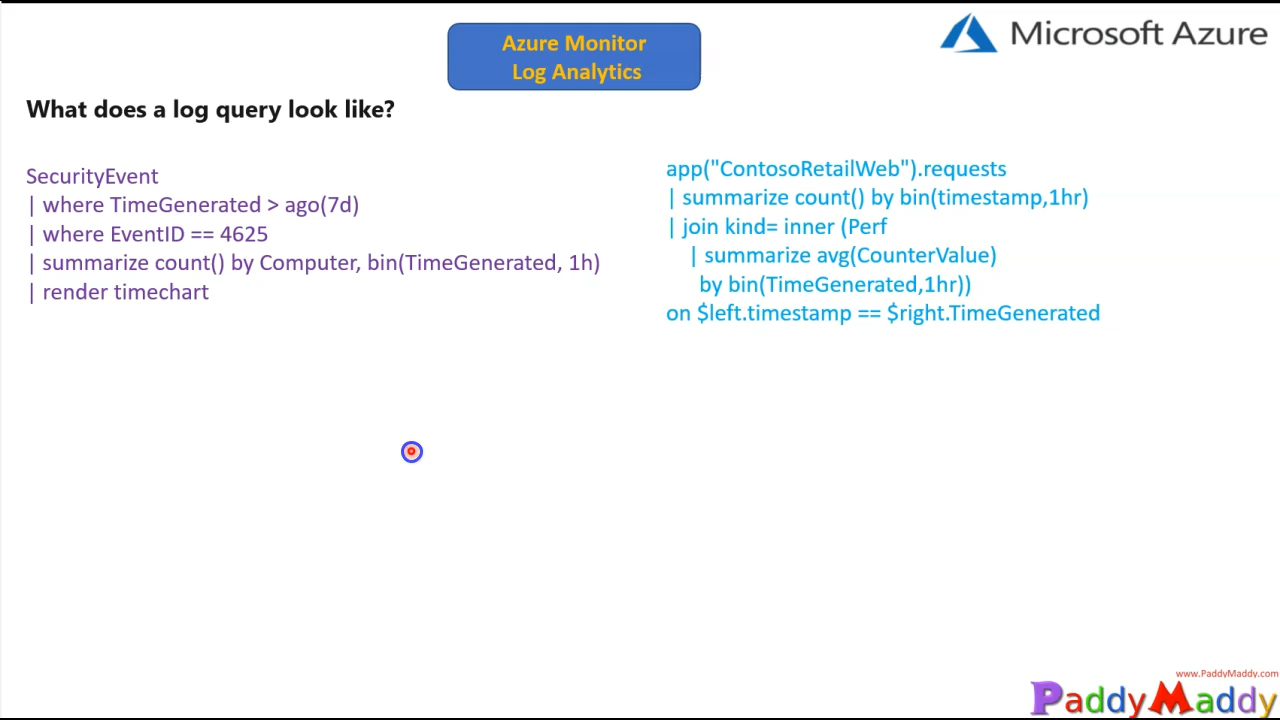 Azure Monitor
Log Analytics
Microsoft Azure
What does a log query look like?
SecurityEvent
| where TimeGenerated > ago(7d)
| where EventID == 4625
| summarize count() by Computer, bin(TimeGenerated, 1h)
| render timechart
app("ContosoRetailWeb").requests
| summarize count() by bin(timestamp,1hr)
| join kind= inner (Perf
| summarize avg(CounterValue)
by bin(TimeGenerated,1hr))
on $left.timestamp == $right.TimeGenerated
www.PaddyMaddy.com
PaddyMaddy